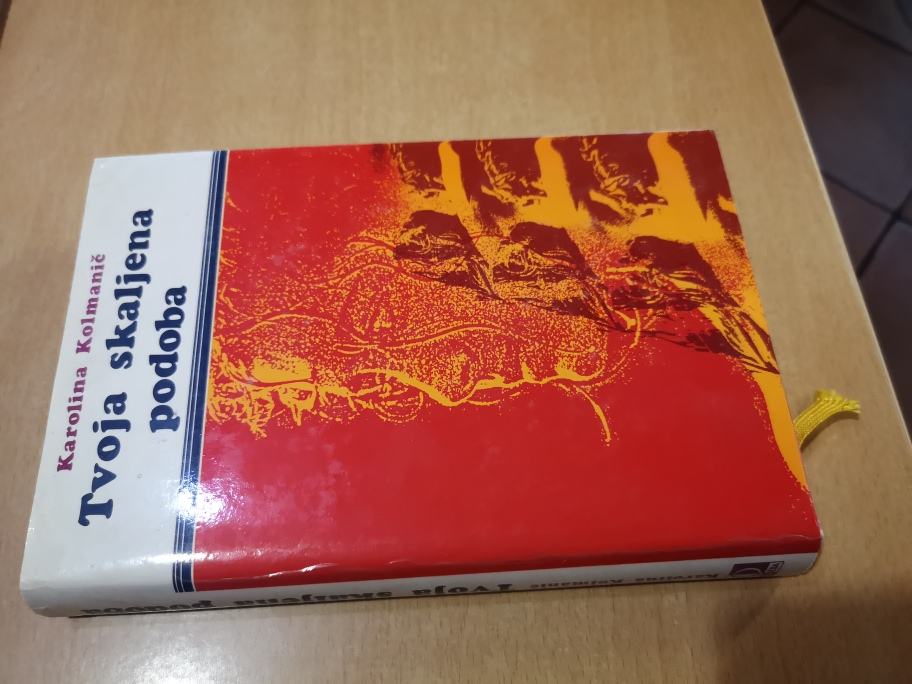 Karolina Kolmanič
Tvoja skaljena
podoba
Karolina Kolmanič Tvoja skaljena podoba